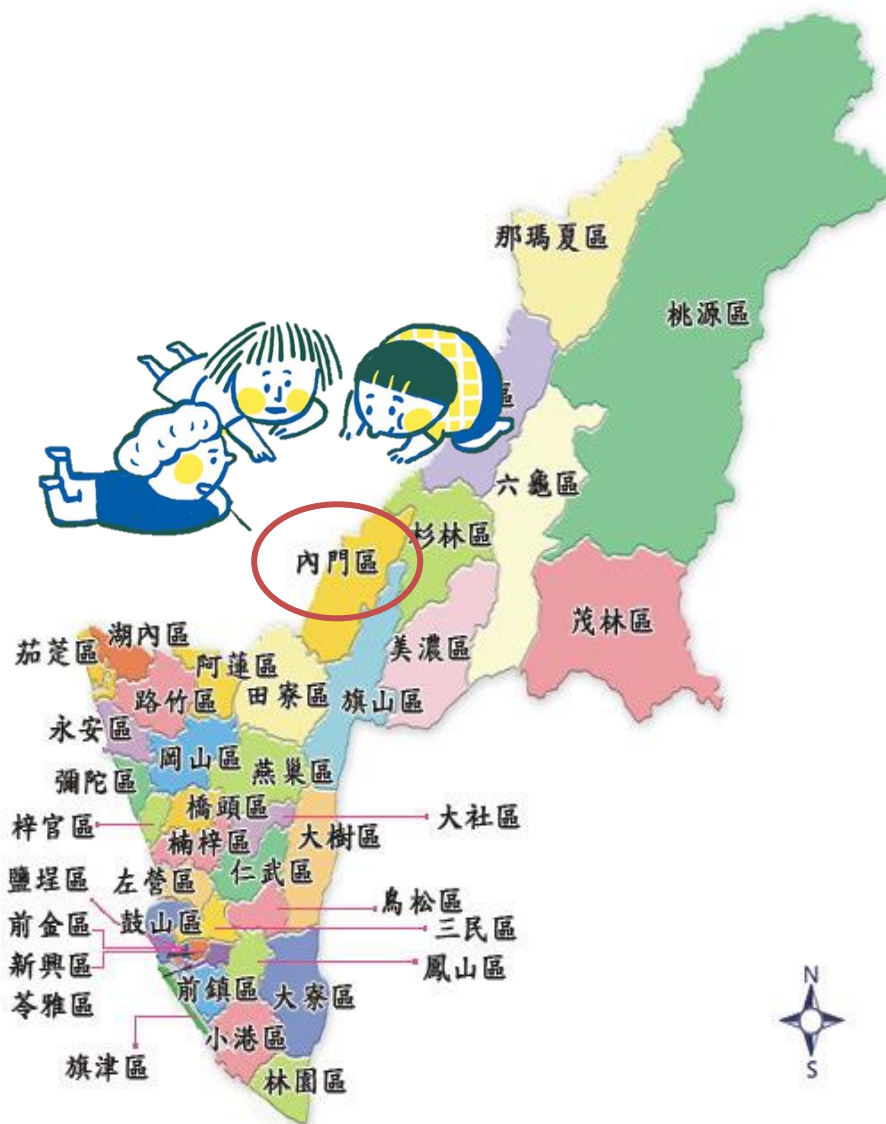 那瑪夏區
桃源區
區
六龜區
杉林區
內門區
茂林區
美濃區
湖內區
茄萣區
阿蓮區
路竹區
田寮區
旗山區
永安區
岡山區
燕巢區
彌陀區
橋頭區
大社區
梓官區
楠梓區
大樹區
仁武區
鹽埕區
左營區
鳥松區
前金區
鼓山區
三民區
新興區
鳳山區
苓雅區
前鎮區
大寮區
小港區
旗津區
林園區
N
S